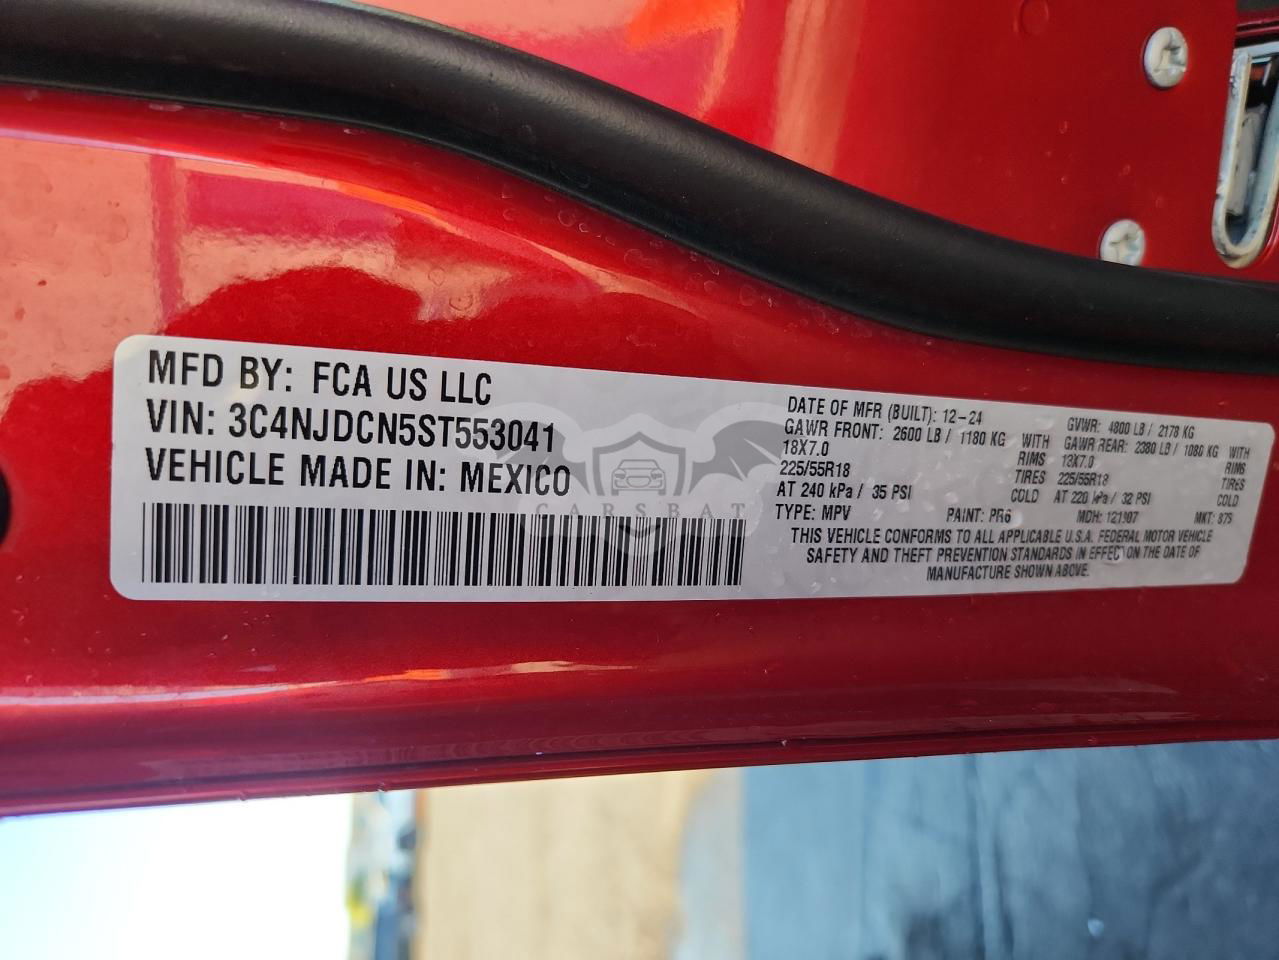 MFD BY: FCA US LLC
VIN: 3C4NJDCN5ST553041
VEHICLE MADE IN: MEXICO
CARSBAT
DATE OF MFR (BUILT): 12-24 GVWR: 4800 LB / 2178 KG
GAWR FRONT: 2600 LB / 1180 KG WITH GAWR REAR: 2380 LB / 1080 KG WITH
18X7.0 RIMS 18X7.0 RIMS
225/55R18 TIRES 225/55R18 TIRES
AT 240 kPa / 35 PSI COLD AT 220 kPa / 32 PSI COLD
TYPE: MPV PAINT: PR6 MDH: MKT: 875
THIS VEHICLE CONFORMS TO ALL APPLICABLE U.S.A. FEDERAL MOTOR VEHICLE
SAFETY AND THEFT PREVENTION STANDARDS IN EFFECT ON THE DATE OF
MANUFACTURE SHOWN ABOVE.